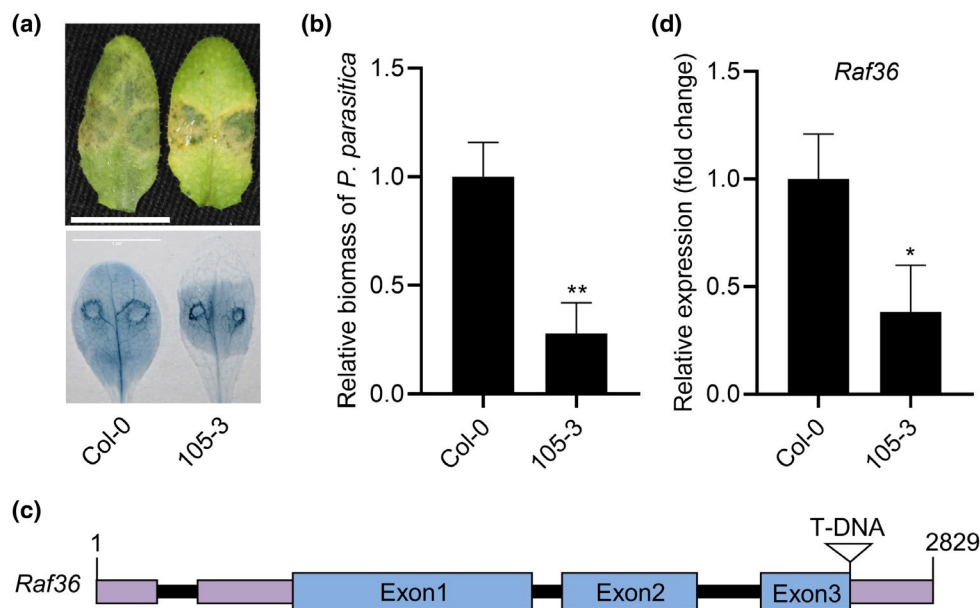 (a)
Col-0
105-3
(b)
Relative biomass of P. parasitica
1.5
1.0
0.5
0.0
Col-0
105-3
**
(d)
Raf36
Relative expression (fold change)
1.5
1.0
0.5
0.0
Col-0
105-3
*
(c)
1
T-DNA
2829
Raf36
Exon1
Exon2
Exon3